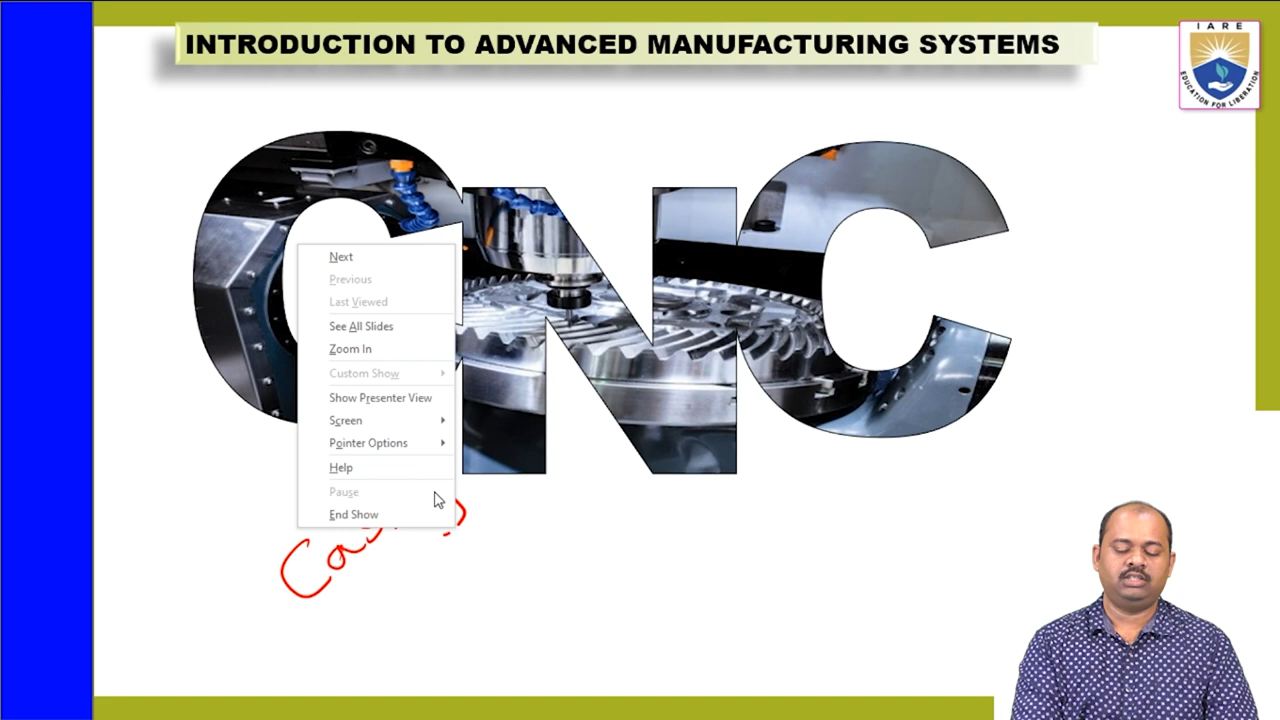 INTRODUCTION TO ADVANCED MANUFACTURING SYSTEMS
IARE
EDUCATION FOR LIBERATION
CNC
Next
Previous
Last Viewed
See All Slides
Zoom In
Custom Show
Show Presenter View
Screen
Pointer Options
Help
Pause
End Show